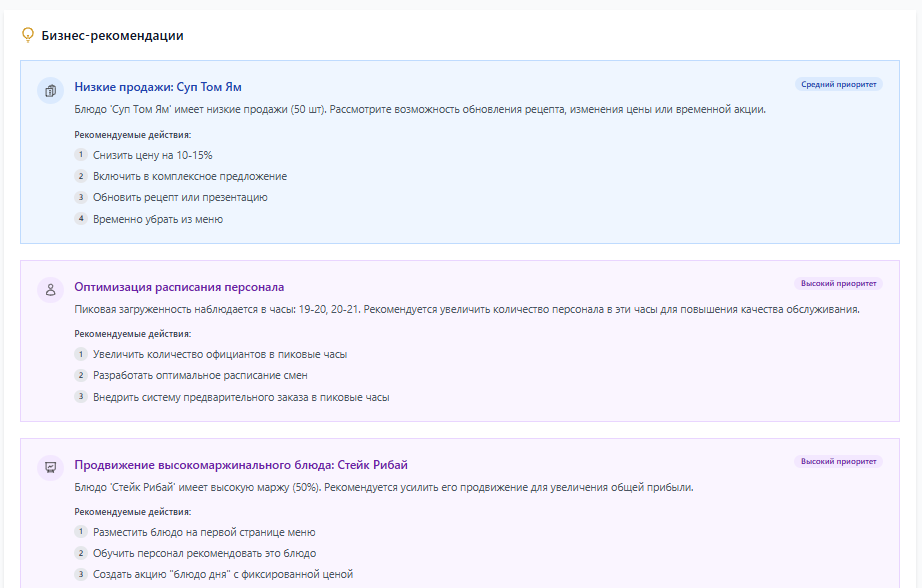 Бизнес-рекомендации
Низкие продажи: Суп Том Ям
Средний приоритет
Блюдо 'Суп Том Ям' имеет низкие продажи (50 шт). Рассмотрите возможность обновления рецепта, изменения цены или временной акции.
Рекомендуемые действия:
1 Снизить цену на 10-15%
2 Включить в комплексное предложение
3 Обновить рецепт или презентацию
4 Временно убрать из меню
Оптимизация расписания персонала
Высокий приоритет
Пиковая загруженность наблюдается в часы: 19-20, 20-21. Рекомендуется увеличить количество персонала в эти часы для повышения качества обслуживания.
Рекомендуемые действия:
1 Увеличить количество официантов в пиковые часы
2 Разработать оптимальное расписание смен
3 Внедрить систему предварительного заказа в пиковые часы
Продвижение высокомаржинального блюда: Стейк Рибай
Высокий приоритет
Блюдо 'Стейк Рибай' имеет высокую маржу (50%). Рекомендуется усилить его продвижение для увеличения общей прибыли.
Рекомендуемые действия:
1 Разместить блюдо на первой странице меню
2 Обучить персонал рекомендовать это блюдо
3 Создать акцию "блюдо дня" с фиксированной ценой